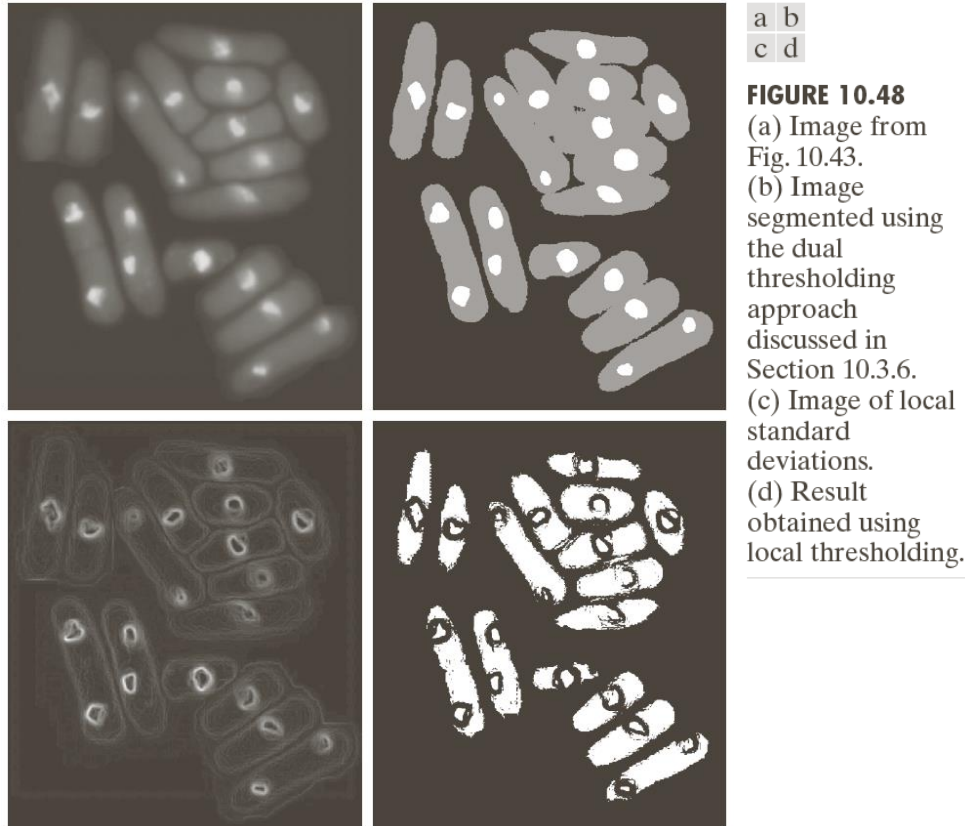 a b
c d
FIGURE 10.48
(a) Image from
Fig. 10.43.
(b) Image
segmented using
the dual
thresholding
approach
discussed in
Section 10.3.6.
(c) Image of local
standard
deviations.
(d) Result
obtained using
local thresholding.